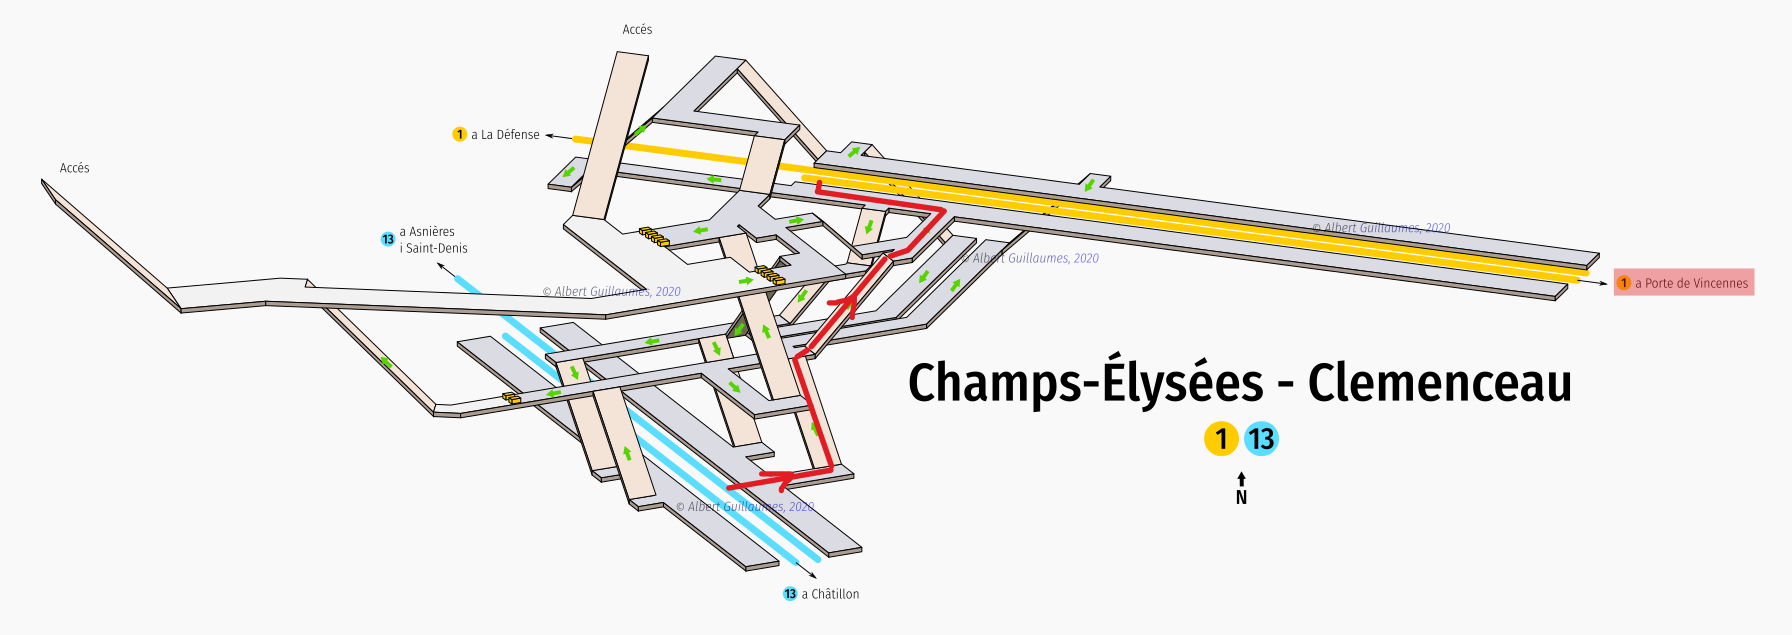 Accés
1 a La Défense
Accés
© Albert Guillaumes, 2020
13 a Asnières
i Saint-Denis
© Albert Guillaumes, 2020
© Albert Guillaumes, 2020
1 a Porte de Vincennes
Champs-Élysées - Clemenceau
1 13
N
© Albert Guillaumes, 2020
13 a Châtillon